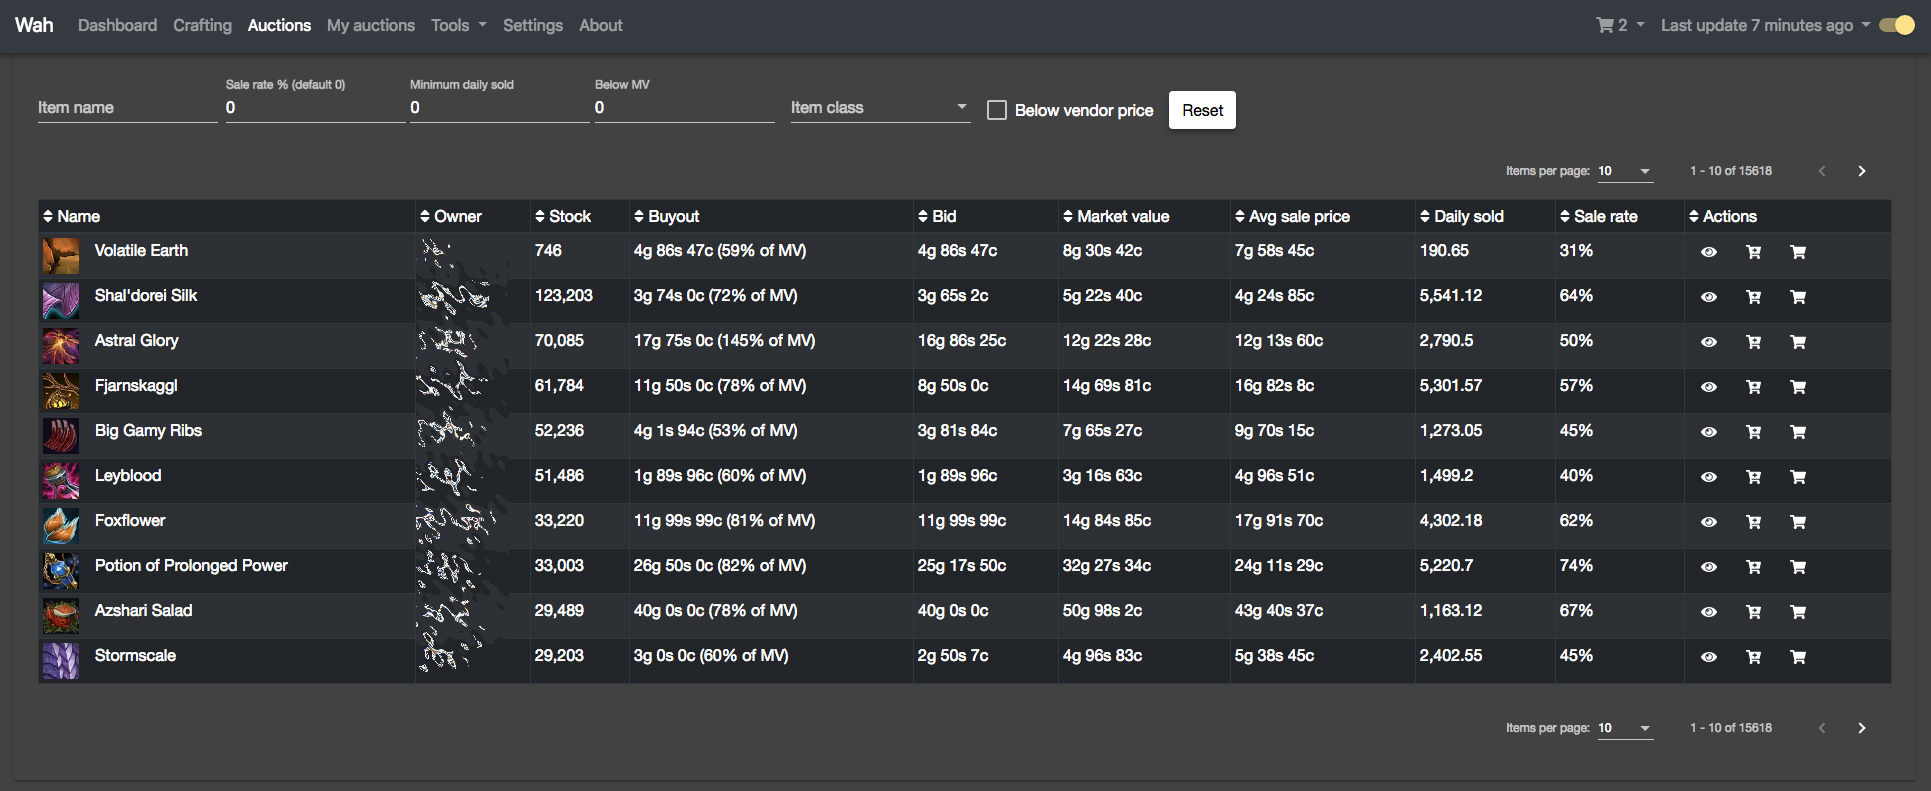 Wah Dashboard Crafting Auctions My auctions Tools Settings About 2 Last update 7 minutes ago
Sale rate % (default 0) Minimum daily sold Below MV
Item name 0 0 0 Item class Below vendor price Reset
Items per page: 10 1 - 10 of 15618
Name Owner Stock Buyout Bid Market value Avg sale price Daily sold Sale rate Actions
Volatile Earth 746 4g 86s 47c (59% of MV) 4g 86s 47c 8g 30s 42c 7g 58s 45c 190.65 31%
Shal'dorei Silk 123,203 3g 74s 0c (72% of MV) 3g 65s 2c 5g 22s 40c 4g 24s 85c 5,541.12 64%
Astral Glory 70,085 17g 75s 0c (145% of MV) 16g 86s 25c 12g 22s 28c 12g 13s 60c 2,790.5 50%
Fjarnskaggl 61,784 11g 50s 0c (78% of MV) 8g 50s 0c 14g 69s 81c 16g 82s 8c 5,301.57 57%
Big Gamy Ribs 52,236 4g 1s 94c (53% of MV) 3g 81s 84c 7g 65s 27c 9g 70s 15c 1,273.05 45%
Leyblood 51,486 1g 89s 96c (60% of MV) 1g 89s 96c 3g 16s 63c 4g 96s 51c 1,499.2 40%
Foxflower 33,220 11g 99s 99c (81% of MV) 11g 99s 99c 14g 84s 85c 17g 91s 70c 4,302.18 62%
Potion of Prolonged Power 33,003 26g 50s 0c (82% of MV) 25g 17s 50c 32g 27s 34c 24g 11s 29c 5,220.7 74%
Azshari Salad 29,489 40g 0s 0c (78% of MV) 40g 0s 0c 50g 98s 2c 43g 40s 37c 1,163.12 67%
Stormscale 29,203 3g 0s 0c (60% of MV) 2g 50s 7c 4g 96s 83c 5g 38s 45c 2,402.55 45%
Items per page: 10 1 - 10 of 15618